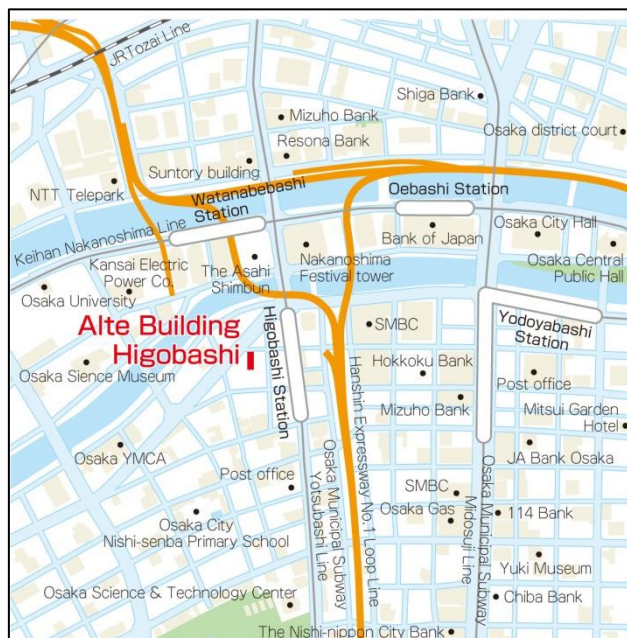 JRTozai Line
Shiga Bank
Mizuho Bank
Osaka district court
Resona Bank
Suntory building
NTT Telepark
Watanabebashi
Station
Oebashi Station
Keihan Nakanoshima Line
Osaka City Hall
Bank of Japan
Kansai Electric
Power Co.
The Asahi
Shimbun
Nakanoshima
Festival tower
Osaka Central
Public Hall
Osaka University
Alte Building
Higobashi
Higobashi Station
SMBC
Yodoyabashi
Station
Osaka Sience Museum
Hokkoku Bank
Post office
Mizuho Bank
Mitsui Garden
Hotel
Osaka YMCA
JA Bank Osaka
Post office
Osaka Municipal Subway
Yotsubashi Line
Hanshin Expressway No.1 Loop Line
SMBC
Osaka Gas
Midosuji Line
Osaka Municipal Subway
114 Bank
Osaka City
Nishi-senba Primary School
Yuki Museum
Osaka Science & Technology Center
Chiba Bank
The Nishi-nippon City Bank